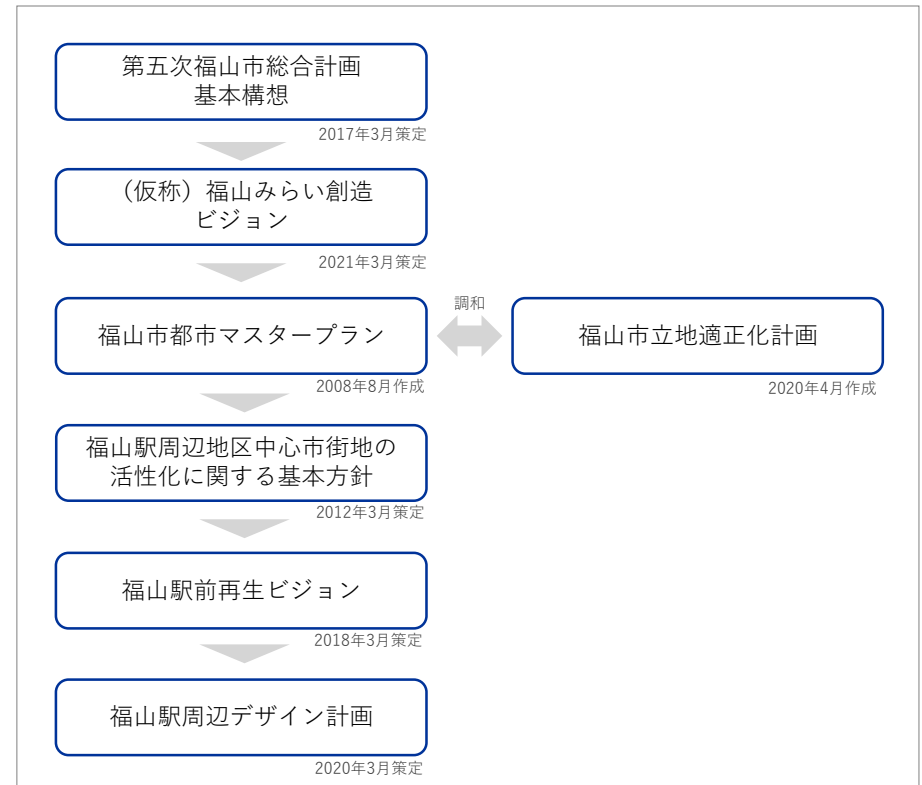 第五次福山市総合計画
基本構想
2017年3月策定
（仮称）福山みらい創造
ビジョン
2021年3月策定
福山市都市マスタープラン
2008年8月作成
調和
福山市立地適正化計画
2020年4月作成
福山駅周辺地区中心市街地の
活性化に関する基本方針
2012年3月策定
福山駅前再生ビジョン
2018年3月策定
福山駅周辺デザイン計画
2020年3月策定